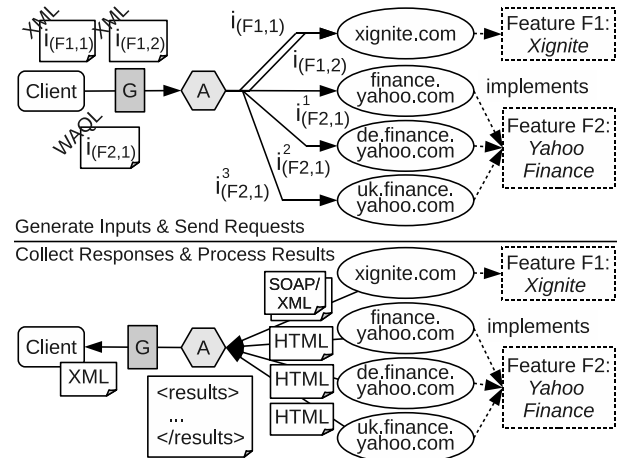 XML
i(F1,1)
XML
i(F1,2)
i(F1,1)
xignite.com
Feature F1:
Xignite
i(F1,2)
Client
G
A
finance.
yahoo.com
implements
WAQL
i(F2,1)
i¹(F2,1)
de.finance.
yahoo.com
Feature F2:
Yahoo
Finance
i²(F2,1)
i³(F2,1)
uk.finance.
yahoo.com
Generate Inputs & Send Requests
Collect Responses & Process Results
xignite.com
Feature F1:
Xignite
SOAP/
XML
finance.
yahoo.com
implements
Client
G
A
HTML
XML
<results>
...
</results>
HTML
de.finance.
yahoo.com
Feature F2:
Yahoo
Finance
HTML
uk.finance.
yahoo.com